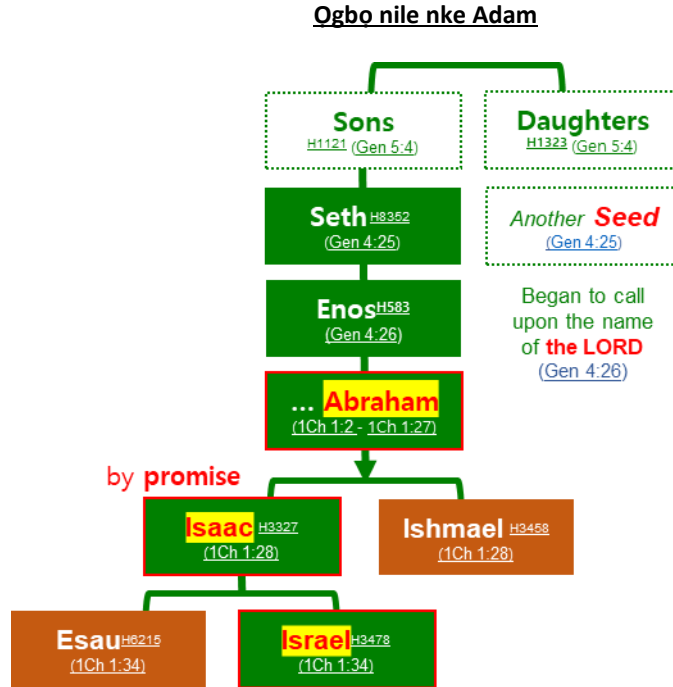 Ọgbọ nile nke Adam
Sons
H1121 (Gen 5:4)
Daughters
H1323 (Gen 5:4)
Seth H8352
(Gen 4:25)
Another Seed
(Gen 4:25)
Enos H583
(Gen 4:26)
Began to call
upon the name
of the LORD
(Gen 4:26)
... Abraham
(1Ch 1:2 - 1Ch 1:27)
by promise
Isaac H3327
(1Ch 1:28)
Ishmael H3458
(1Ch 1:28)
Esau H6215
(1Ch 1:34)
Israel H3478
(1Ch 1:34)